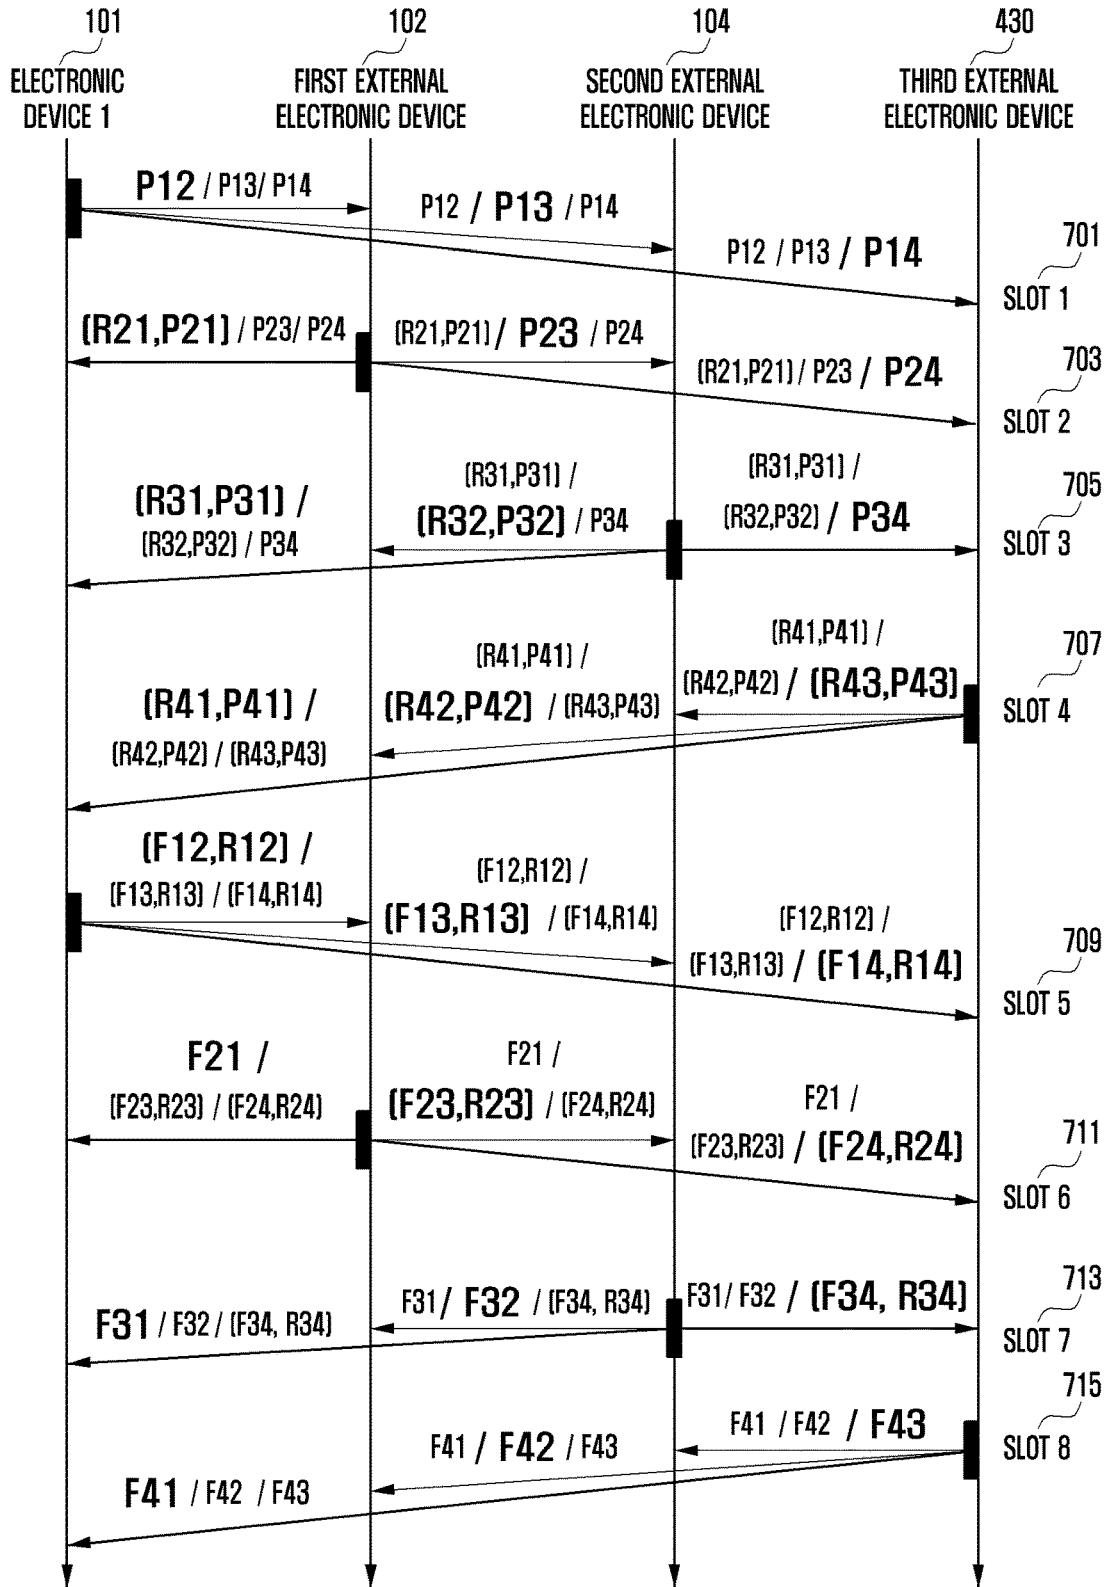 101 102 104 430
ELECTRONIC DEVICE 1
FIRST EXTERNAL ELECTRONIC DEVICE
SECOND EXTERNAL ELECTRONIC DEVICE
THIRD EXTERNAL ELECTRONIC DEVICE
P12 / P13/ P14
P12 / P13 / P14
P12 / P13 / P14
701
SLOT 1
(R21,P21) / P23/ P24
(R21,P21) / P23 / P24
(R21,P21) / P23 / P24
703
SLOT 2
(R31,P31) /
(R32,P32) / P34
(R31,P31) /
(R32,P32) / P34
(R31,P31) /
(R32,P32) / P34
705
SLOT 3
(R41,P41) /
(R42,P42) / (R43,P43)
(R41,P41) /
(R42,P42) / (R43,P43)
(R41,P41) /
(R42,P42) / (R43,P43)
707
SLOT 4
(F12,R12) /
(F13,R13) / (F14,R14)
(F12,R12) /
(F13,R13) / (F14,R14)
(F12,R12) /
(F13,R13) / (F14,R14)
709
SLOT 5
F21 /
(F23,R23) / (F24,R24)
F21 /
(F23,R23) / (F24,R24)
F21 /
(F23,R23) / (F24,R24)
711
SLOT 6
F31 / F32 / (F34, R34)
F31/ F32 / (F34, R34)
F31/ F32 / (F34, R34)
713
SLOT 7
F41 / F42 / F43
F41 / F42 / F43
F41 / F42 / F43
715
SLOT 8